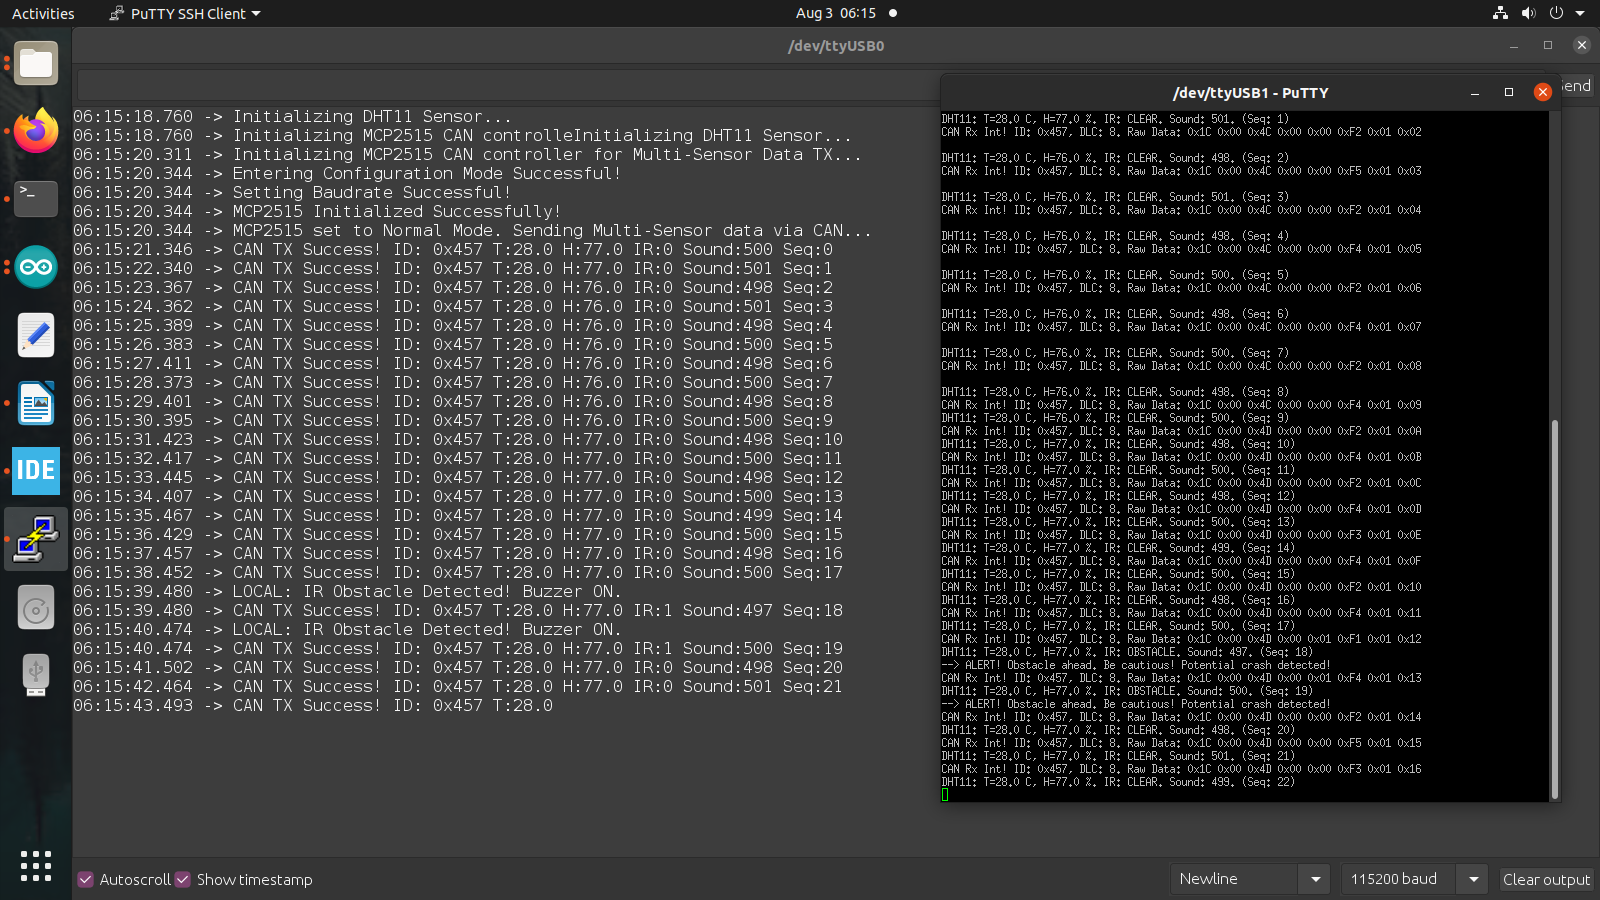 Activities
PuTTY SSH Client
Aug 3 06:15
/dev/ttyUSB0
Send
06:15:18.760 -> Initializing DHT11 Sensor...
06:15:18.760 -> Initializing MCP2515 CAN controlleInitializing DHT11 Sensor...
06:15:20.311 -> Initializing MCP2515 CAN controller for Multi-Sensor Data TX...
06:15:20.344 -> Entering Configuration Mode Successful!
06:15:20.344 -> Setting Baudrate Successful!
06:15:20.344 -> MCP2515 Initialized Successfully!
06:15:20.344 -> MCP2515 set to Normal Mode. Sending Multi-Sensor data via CAN...
06:15:21.346 -> CAN TX Success! ID: 0x457 T:28.0 H:77.0 IR:0 Sound:500 Seq:0
06:15:22.340 -> CAN TX Success! ID: 0x457 T:28.0 H:77.0 IR:0 Sound:501 Seq:1
06:15:23.367 -> CAN TX Success! ID: 0x457 T:28.0 H:76.0 IR:0 Sound:498 Seq:2
06:15:24.362 -> CAN TX Success! ID: 0x457 T:28.0 H:76.0 IR:0 Sound:501 Seq:3
06:15:25.389 -> CAN TX Success! ID: 0x457 T:28.0 H:76.0 IR:0 Sound:498 Seq:4
06:15:26.383 -> CAN TX Success! ID: 0x457 T:28.0 H:76.0 IR:0 Sound:500 Seq:5
06:15:27.411 -> CAN TX Success! ID: 0x457 T:28.0 H:76.0 IR:0 Sound:498 Seq:6
06:15:28.373 -> CAN TX Success! ID: 0x457 T:28.0 H:76.0 IR:0 Sound:500 Seq:7
06:15:29.401 -> CAN TX Success! ID: 0x457 T:28.0 H:76.0 IR:0 Sound:498 Seq:8
06:15:30.395 -> CAN TX Success! ID: 0x457 T:28.0 H:76.0 IR:0 Sound:500 Seq:9
06:15:31.423 -> CAN TX Success! ID: 0x457 T:28.0 H:77.0 IR:0 Sound:498 Seq:10
06:15:32.417 -> CAN TX Success! ID: 0x457 T:28.0 H:77.0 IR:0 Sound:500 Seq:11
06:15:33.445 -> CAN TX Success! ID: 0x457 T:28.0 H:77.0 IR:0 Sound:498 Seq:12
06:15:34.407 -> CAN TX Success! ID: 0x457 T:28.0 H:77.0 IR:0 Sound:500 Seq:13
06:15:35.467 -> CAN TX Success! ID: 0x457 T:28.0 H:77.0 IR:0 Sound:499 Seq:14
06:15:36.429 -> CAN TX Success! ID: 0x457 T:28.0 H:77.0 IR:0 Sound:500 Seq:15
06:15:37.457 -> CAN TX Success! ID: 0x457 T:28.0 H:77.0 IR:0 Sound:498 Seq:16
06:15:38.452 -> CAN TX Success! ID: 0x457 T:28.0 H:77.0 IR:0 Sound:500 Seq:17
06:15:39.480 -> LOCAL: IR Obstacle Detected! Buzzer ON.
06:15:39.480 -> CAN TX Success! ID: 0x457 T:28.0 H:77.0 IR:1 Sound:497 Seq:18
06:15:40.474 -> LOCAL: IR Obstacle Detected! Buzzer ON.
06:15:40.474 -> CAN TX Success! ID: 0x457 T:28.0 H:77.0 IR:1 Sound:500 Seq:19
06:15:41.502 -> CAN TX Success! ID: 0x457 T:28.0 H:77.0 IR:0 Sound:498 Seq:20
06:15:42.464 -> CAN TX Success! ID: 0x457 T:28.0 H:77.0 IR:0 Sound:501 Seq:21
06:15:43.493 -> CAN TX Success! ID: 0x457 T:28.0
/dev/ttyUSB1 - PuTTY
DHT11: T=28.0 C, H=77.0 %. IR: CLEAR. Sound: 501. (Seq: 1)
CAN Rx Int! ID: 0x457, DLC: 8. Raw Data: 0x1C 0x00 0x4C 0x00 0x00 0xF2 0x01 0x02
DHT11: T=28.0 C, H=76.0 %. IR: CLEAR. Sound: 498. (Seq: 2)
CAN Rx Int! ID: 0x457, DLC: 8. Raw Data: 0x1C 0x00 0x4C 0x00 0x00 0xF5 0x01 0x03
DHT11: T=28.0 C, H=76.0 %. IR: CLEAR. Sound: 501. (Seq: 3)
CAN Rx Int! ID: 0x457, DLC: 8. Raw Data: 0x1C 0x00 0x4C 0x00 0x00 0xF2 0x01 0x04
DHT11: T=28.0 C, H=76.0 %. IR: CLEAR. Sound: 498. (Seq: 4)
CAN Rx Int! ID: 0x457, DLC: 8. Raw Data: 0x1C 0x00 0x4C 0x00 0x00 0xF4 0x01 0x05
DHT11: T=28.0 C, H=76.0 %. IR: CLEAR. Sound: 500. (Seq: 5)
CAN Rx Int! ID: 0x457, DLC: 8. Raw Data: 0x1C 0x00 0x4C 0x00 0x00 0xF2 0x01 0x06
DHT11: T=28.0 C, H=76.0 %. IR: CLEAR. Sound: 498. (Seq: 6)
CAN Rx Int! ID: 0x457, DLC: 8. Raw Data: 0x1C 0x00 0x4C 0x00 0x00 0xF4 0x01 0x07
DHT11: T=28.0 C, H=76.0 %. IR: CLEAR. Sound: 500. (Seq: 7)
CAN Rx Int! ID: 0x457, DLC: 8. Raw Data: 0x1C 0x00 0x4C 0x00 0x00 0xF2 0x01 0x08
DHT11: T=28.0 C, H=76.0 %. IR: CLEAR. Sound: 498. (Seq: 8)
CAN Rx Int! ID: 0x457, DLC: 8. Raw Data: 0x1C 0x00 0x4C 0x00 0x00 0xF4 0x01 0x09
DHT11: T=28.0 C, H=76.0 %. IR: CLEAR. Sound: 500. (Seq: 9)
CAN Rx Int! ID: 0x457, DLC: 8. Raw Data: 0x1C 0x00 0x4D 0x00 0x00 0xF2 0x01 0x0A
DHT11: T=28.0 C, H=77.0 %. IR: CLEAR. Sound: 498. (Seq: 10)
CAN Rx Int! ID: 0x457, DLC: 8. Raw Data: 0x1C 0x00 0x4D 0x00 0x00 0xF4 0x01 0x0B
DHT11: T=28.0 C, H=77.0 %. IR: CLEAR. Sound: 500. (Seq: 11)
CAN Rx Int! ID: 0x457, DLC: 8. Raw Data: 0x1C 0x00 0x4D 0x00 0x00 0xF2 0x01 0x0C
DHT11: T=28.0 C, H=77.0 %. IR: CLEAR. Sound: 498. (Seq: 12)
CAN Rx Int! ID: 0x457, DLC: 8. Raw Data: 0x1C 0x00 0x4D 0x00 0x00 0xF4 0x01 0x0D
DHT11: T=28.0 C, H=77.0 %. IR: CLEAR. Sound: 500. (Seq: 13)
CAN Rx Int! ID: 0x457, DLC: 8. Raw Data: 0x1C 0x00 0x4D 0x00 0x00 0xF3 0x01 0x0E
DHT11: T=28.0 C, H=77.0 %. IR: CLEAR. Sound: 499. (Seq: 14)
CAN Rx Int! ID: 0x457, DLC: 8. Raw Data: 0x1C 0x00 0x4D 0x00 0x00 0xF4 0x01 0x0F
DHT11: T=28.0 C, H=77.0 %. IR: CLEAR. Sound: 500. (Seq: 15)
CAN Rx Int! ID: 0x457, DLC: 8. Raw Data: 0x1C 0x00 0x4D 0x00 0x00 0xF2 0x01 0x10
DHT11: T=28.0 C, H=77.0 %. IR: CLEAR. Sound: 498. (Seq: 16)
CAN Rx Int! ID: 0x457, DLC: 8. Raw Data: 0x1C 0x00 0x4D 0x00 0x00 0xF4 0x01 0x11
DHT11: T=28.0 C, H=77.0 %. IR: CLEAR. Sound: 500. (Seq: 17)
CAN Rx Int! ID: 0x457, DLC: 8. Raw Data: 0x1C 0x00 0x4D 0x00 0x01 0xF1 0x01 0x12
DHT11: T=28.0 C, H=77.0 %. IR: OBSTACLE. Sound: 497. (Seq: 18)
--> ALERT! Obstacle ahead. Be cautious! Potential crash detected!
CAN Rx Int! ID: 0x457, DLC: 8. Raw Data: 0x1C 0x00 0x4D 0x00 0x01 0xF4 0x01 0x13
DHT11: T=28.0 C, H=77.0 %. IR: OBSTACLE. Sound: 500. (Seq: 19)
--> ALERT! Obstacle ahead. Be cautious! Potential crash detected!
CAN Rx Int! ID: 0x457, DLC: 8. Raw Data: 0x1C 0x00 0x4D 0x00 0x00 0xF2 0x01 0x14
DHT11: T=28.0 C, H=77.0 %. IR: CLEAR. Sound: 498. (Seq: 20)
CAN Rx Int! ID: 0x457, DLC: 8. Raw Data: 0x1C 0x00 0x4D 0x00 0x00 0xF5 0x01 0x15
DHT11: T=28.0 C, H=77.0 %. IR: CLEAR. Sound: 501. (Seq: 21)
CAN Rx Int! ID: 0x457, DLC: 8. Raw Data: 0x1C 0x00 0x4D 0x00 0x00 0xF3 0x01 0x16
DHT11: T=28.0 C, H=77.0 %. IR: CLEAR. Sound: 499. (Seq: 22)
IDE
Autoscroll
Show timestamp
Newline
115200 baud
Clear output